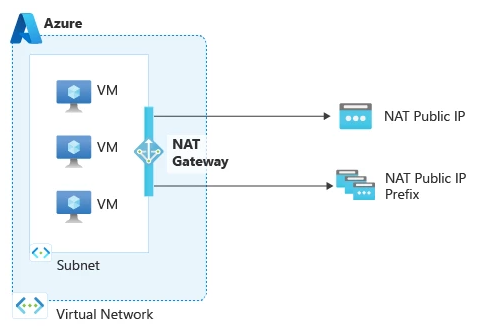 Azure
VM
VM
VM
NAT
Gateway
NAT Public IP
NAT Public IP
Prefix
Subnet
Virtual Network